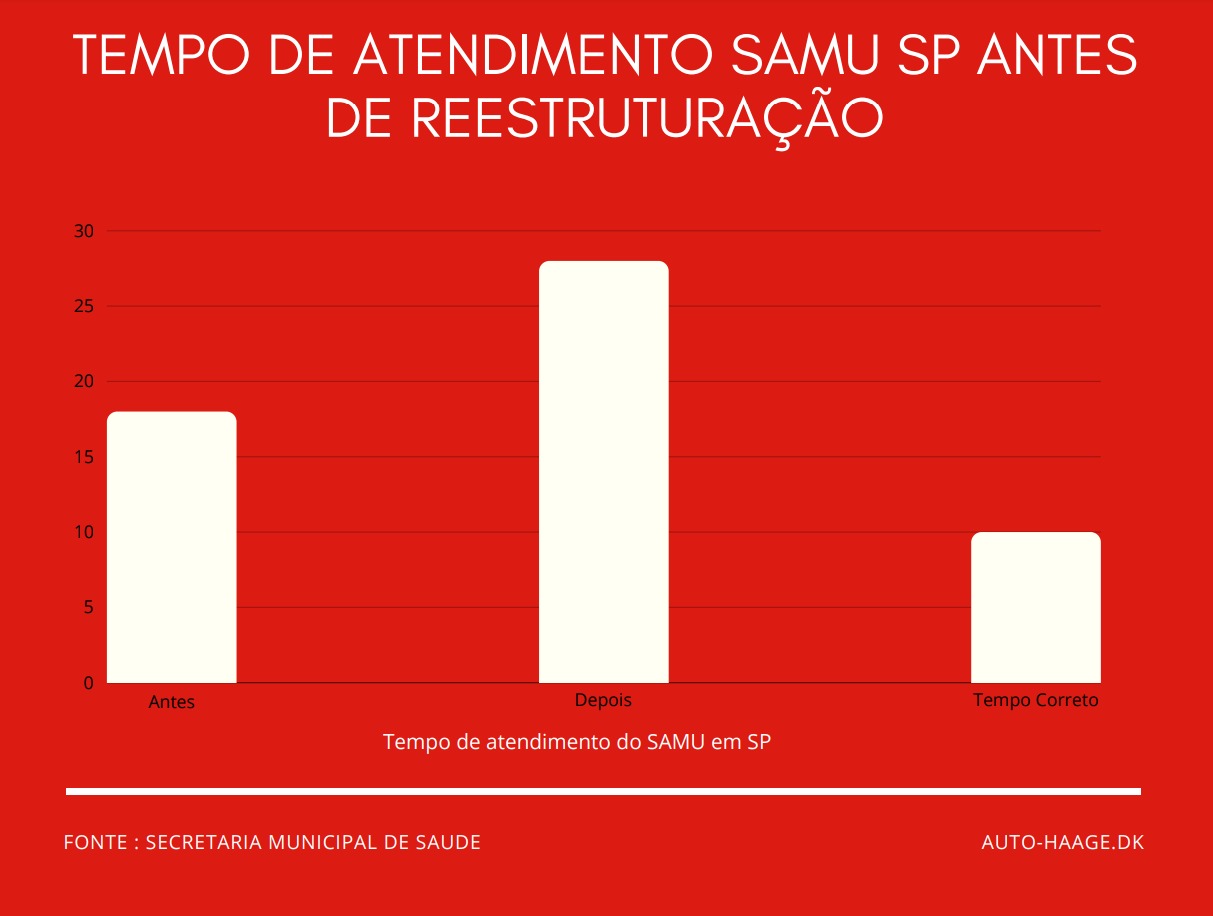 TEMPO DE ATENDIMENTO SAMU SP ANTES
DE REESTRUTURAÇÃO
30
25
20
15
10
5
0
Antes
Depois
Tempo Correto
Tempo de atendimento do SAMU em SP
FONTE : SECRETARIA MUNICIPAL DE SAUDE
AUTO-HAAGE.DK